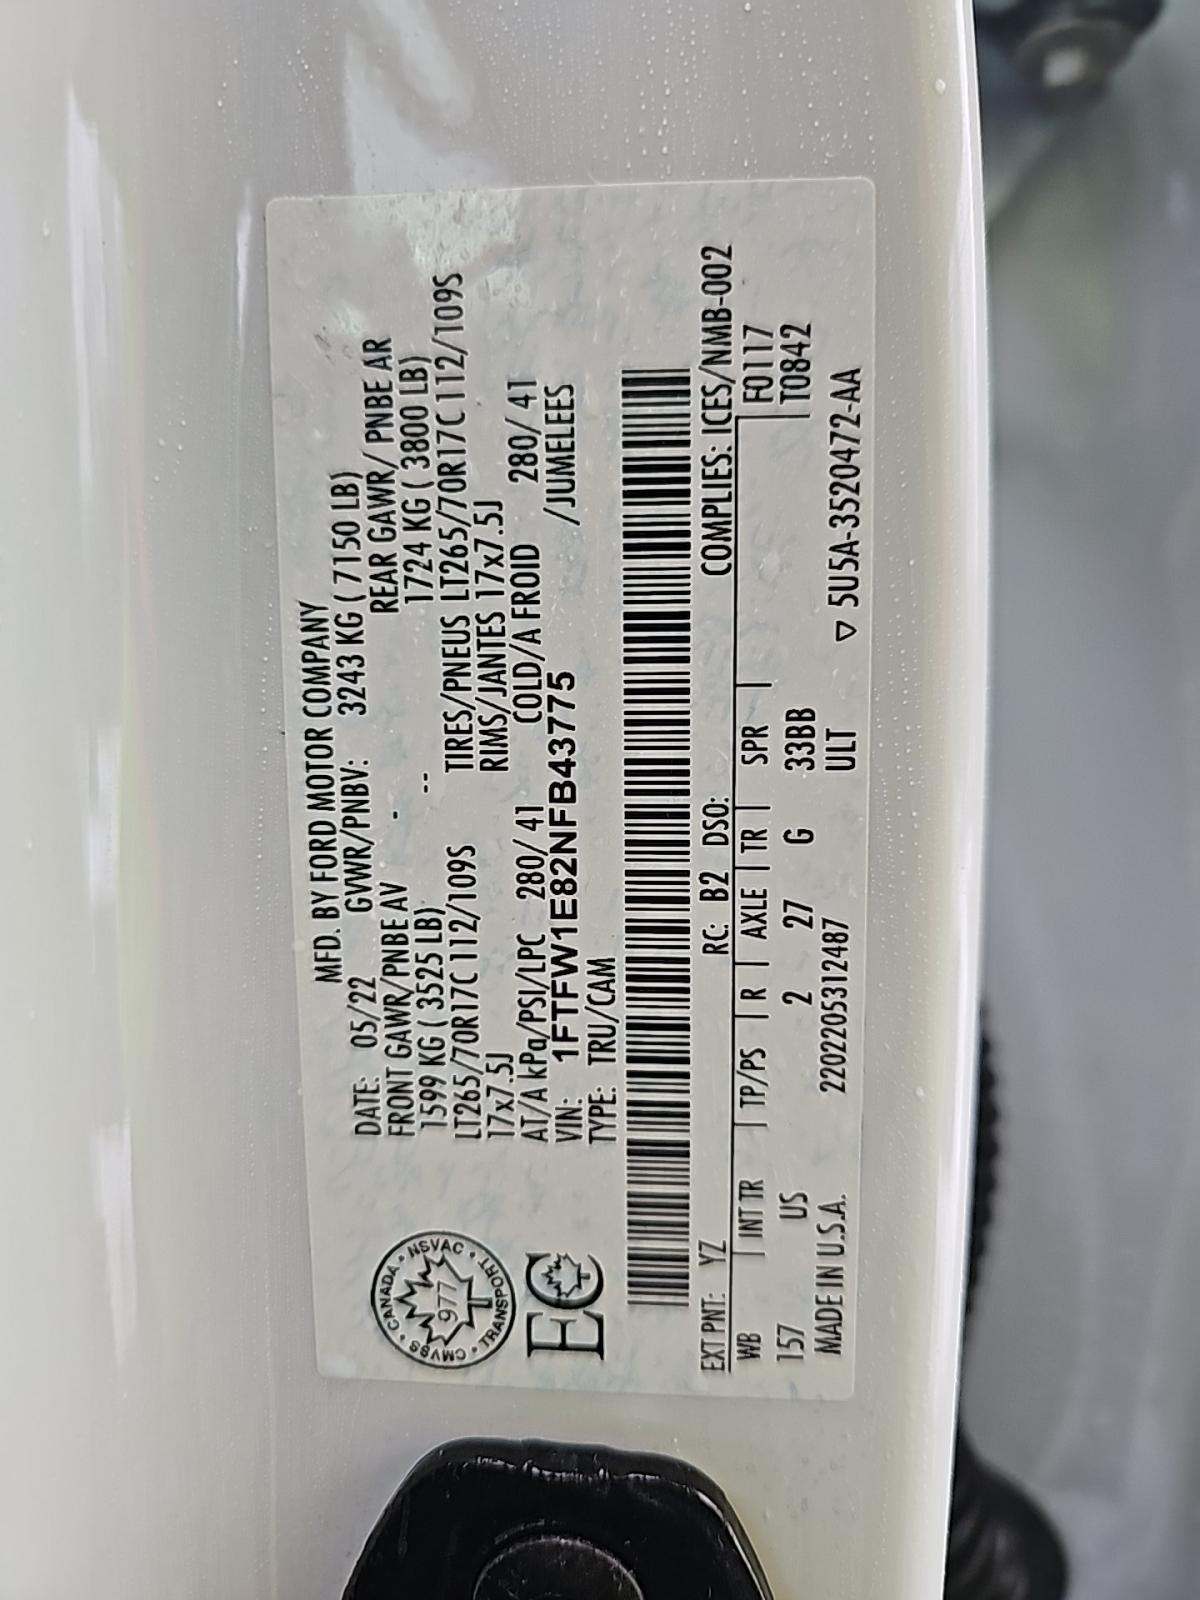 MFD. BY FORD MOTOR COMPANY
DATE: 05/22 GVWR/PNBV: 3243 KG ( 7150 LB)
FRONT GAWR/PNBE AV - REAR GAWR/ PNBE AR
1599 KG ( 3525 LB) -- 1724 KG ( 3800 LB)
LT265/70R17C 112/109S TIRES/PNEUS LT265/70R17C112/109S
17x7.5J RIMS/JANTES 17x7.5J
AT/A kPa/PSI/LPC 280/ 41 COLD/A FROID 280/ 41
VIN: 1FTFW1E82NFB43775 /JUMELEES
TYPE: TRU/CAM
CANADA • NSVAC • TRANSPORT • CMVSS •
977
EC
EXT PNT: YZ RC: B2 DSO: COMPLIES: ICES/NMB-002
WB | INT TR | TP/PS | R | AXLE | TR | SPR | F0117
157 US 2 27 G 33BB T0842
MADE IN U.S.A. 2202205312487 ULT ▽ 5U5A-3520472-AA